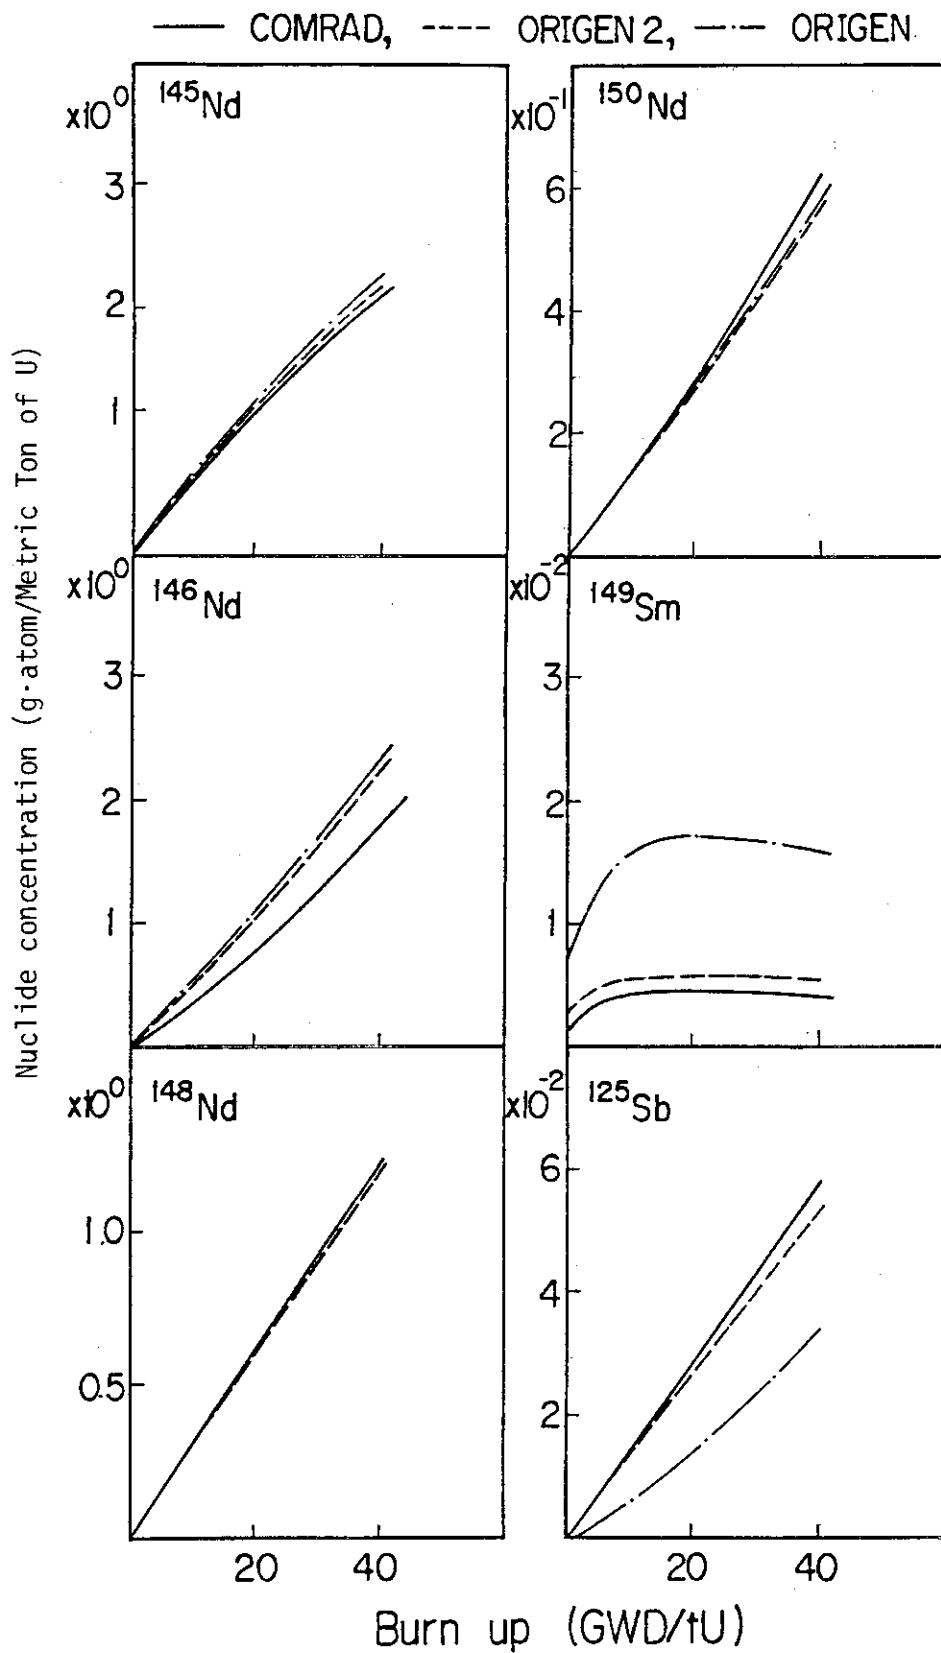 COMRAD, ORIGEN 2, ORIGEN
x10⁰ ¹⁴⁵Nd
3
2
1
x10⁻¹ ¹⁵⁰Nd
6
4
2
x10⁰ ¹⁴⁶Nd
3
2
1
x10⁻² ¹⁴⁹Sm
3
2
1
x10⁰ ¹⁴⁸Nd
1.0
0.5
x10⁻² ¹²⁵Sb
6
4
2
20 40 20 40
Burn up (GWD/tU)
Nuclide concentration (g·atom/Metric Ton of U)